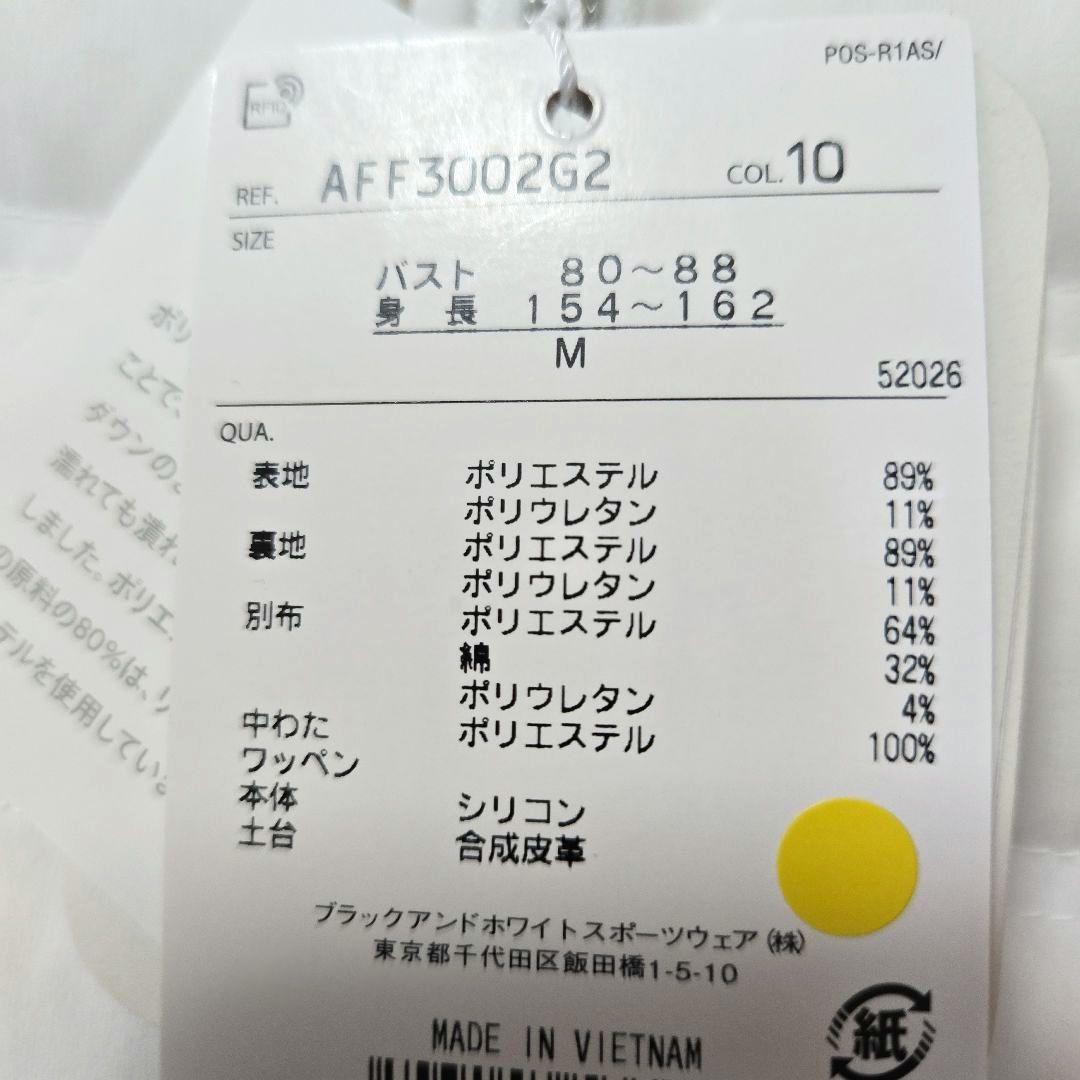 POS-R1AS/
RFID
REF. AFF3002G2 COL.10
SIZE
バスト 80～88
身長 154～162
M
52026
QUA.
表地 ポリエステル 89%
ポリウレタン 11%
裏地 ポリエステル 89%
ポリウレタン 11%
別布 ポリエステル 64%
綿 32%
ポリウレタン 4%
中わた ポリエステル 100%
ワッペン
本体 シリコン
土台 合成皮革
ブラックアンドホワイトスポーツウェア(株)
東京都千代田区飯田橋1-5-10
MADE IN VIETNAM
紙
ポリ
ことで、
ダウンの
濡れても潰れ
しました。ポリエ
の原料の80%は、リ
テルを使用してい